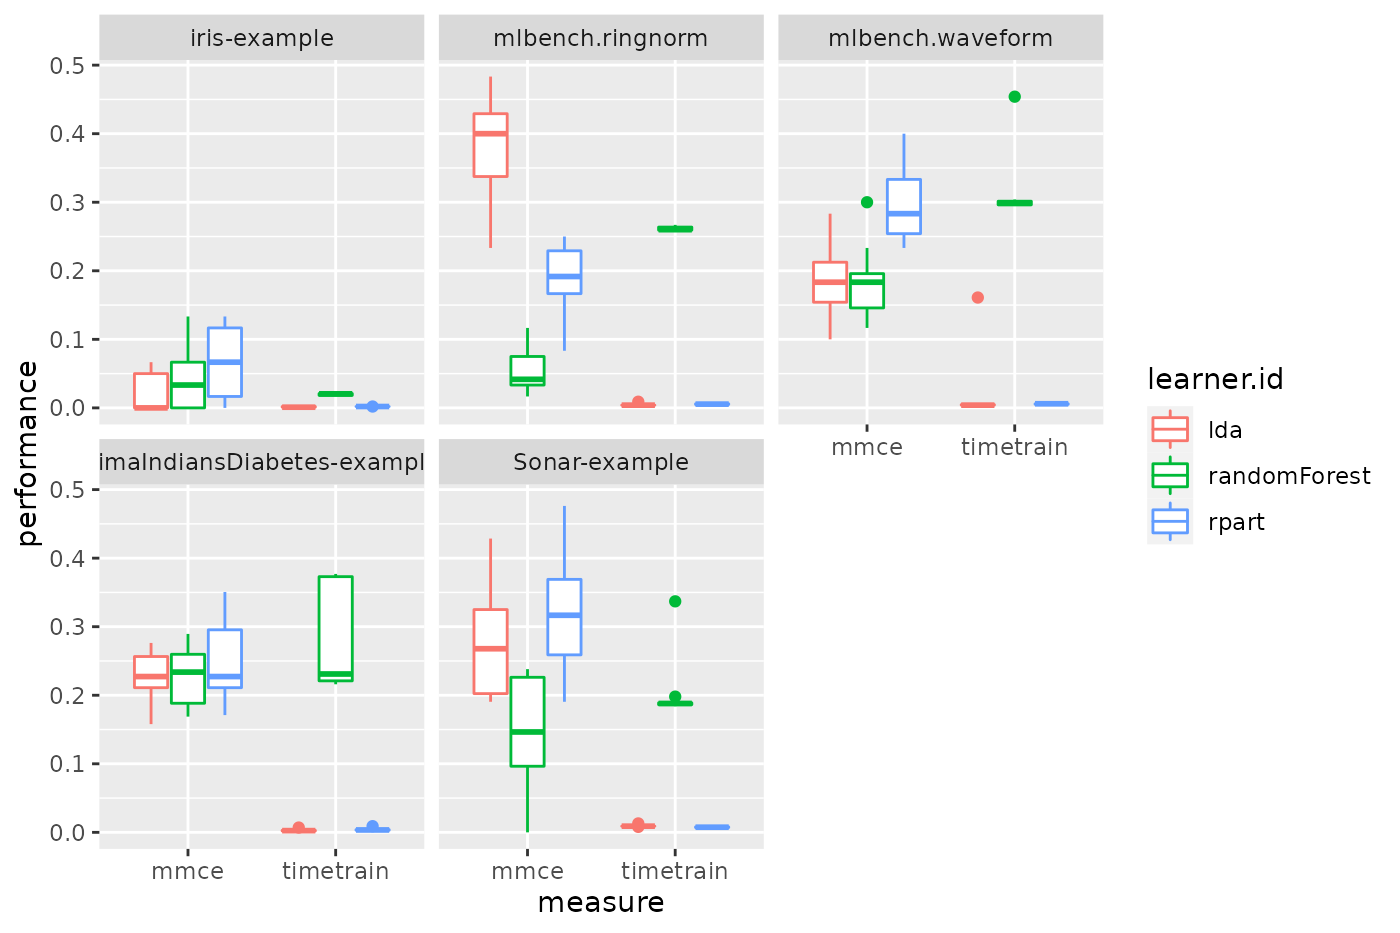 iris-example
mlbench.ringnorm
mlbench.waveform
0.5
0.4
0.3
0.2
0.1
0.0
mmce
timetrain
imaIndiansDiabetes-exampl
Sonar-example
0.5
0.4
0.3
0.2
0.1
0.0
mmce
timetrain
mmce
timetrain
measure
performance
learner.id
lda
randomForest
rpart